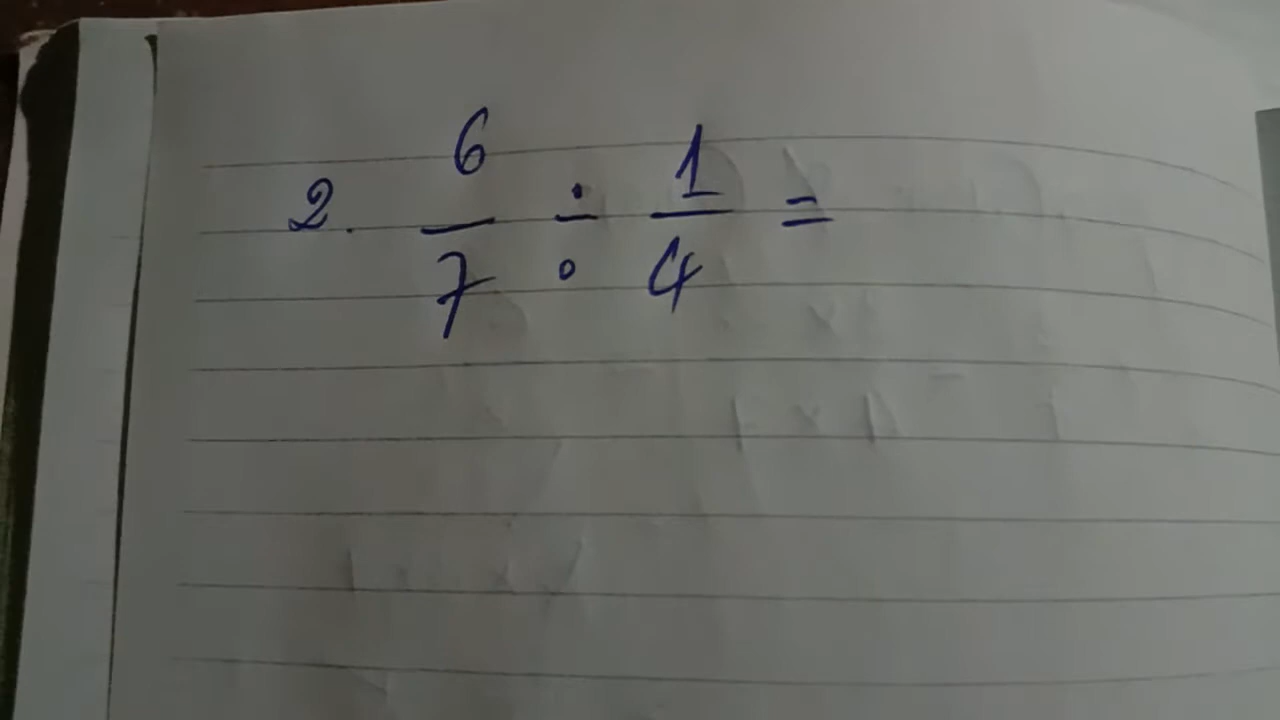 2. 6/7 ÷ 1/4 =